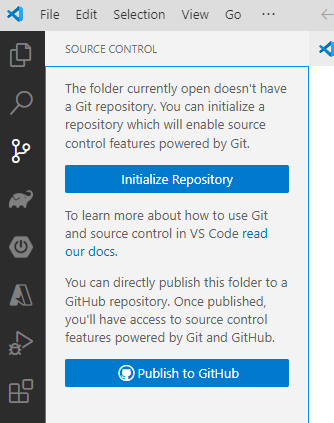 File Edit Selection View Go ···
SOURCE CONTROL
The folder currently open doesn't have
a Git repository. You can initialize a
repository which will enable source
control features powered by Git.
Initialize Repository
To learn more about how to use Git
and source control in VS Code read
our docs.
You can directly publish this folder to a
GitHub repository. Once published,
you'll have access to source control
features powered by Git and GitHub.
Publish to GitHub